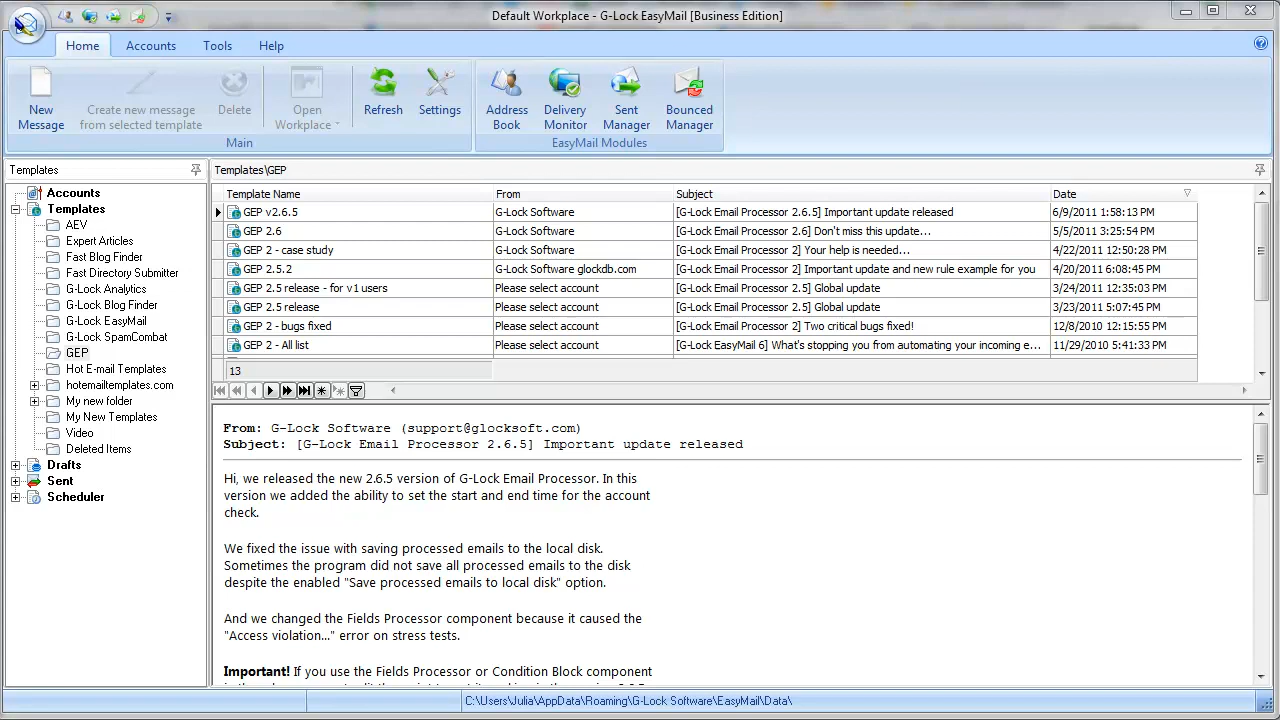 Default Workplace - G-Lock EasyMail [Business Edition]
Home Accounts Tools Help
New Message
Create new message from selected template
Delete
Open Workplace
Refresh
Settings
Address Book
Delivery Monitor
Sent Manager
Bounced Manager
Main
EasyMail Modules
Templates
Templates\GEP
Accounts
Templates
AEV
Expert Articles
Fast Blog Finder
Fast Directory Submitter
G-Lock Analytics
G-Lock Blog Finder
G-Lock EasyMail
G-Lock SpamCombat
GEP
Hot E-mail Templates
hotemailtemplates.com
My new folder
My New Templates
Video
Deleted Items
Drafts
Sent
Scheduler
Template Name From Subject Date
GEP v2.6.5 G-Lock Software [G-Lock Email Processor 2.6.5] Important update released 6/9/2011 1:58:13 PM
GEP 2.6 G-Lock Software [G-Lock Email Processor 2.6] Don't miss this update... 5/5/2011 3:25:54 PM
GEP 2 - case study G-Lock Software [G-Lock Email Processor 2] Your help is needed... 4/22/2011 12:50:28 PM
GEP 2.5.2 G-Lock Software glockdb.com [G-Lock Email Processor 2] Important update and new rule example for you 4/20/2011 6:08:45 PM
GEP 2.5 release - for v1 users Please select account [G-Lock Email Processor 2.5] Global update 3/24/2011 12:35:03 PM
GEP 2.5 release Please select account [G-Lock Email Processor 2.5] Global update 3/23/2011 5:07:45 PM
GEP 2 - bugs fixed Please select account [G-Lock Email Processor 2] Two critical bugs fixed! 12/8/2010 12:15:55 PM
GEP 2 - All list Please select account [G-Lock EasyMail 6] What's stopping you from automating your incoming e... 11/29/2010 5:41:33 PM
13
From: G-Lock Software (support@glocksoft.com)
Subject: [G-Lock Email Processor 2.6.5] Important update released
Hi, we released the new 2.6.5 version of G-Lock Email Processor. In this
version we added the ability to set the start and end time for the account
check.
We fixed the issue with saving processed emails to the local disk.
Sometimes the program did not save all processed emails to the disk
despite the enabled "Save processed emails to local disk" option.
And we changed the Fields Processor component because it caused the
"Access violation..." error on stress tests.
Important! If you use the Fields Processor or Condition Block component
C:\Users\Julia\AppData\Roaming\G-Lock Software\EasyMail\Data\